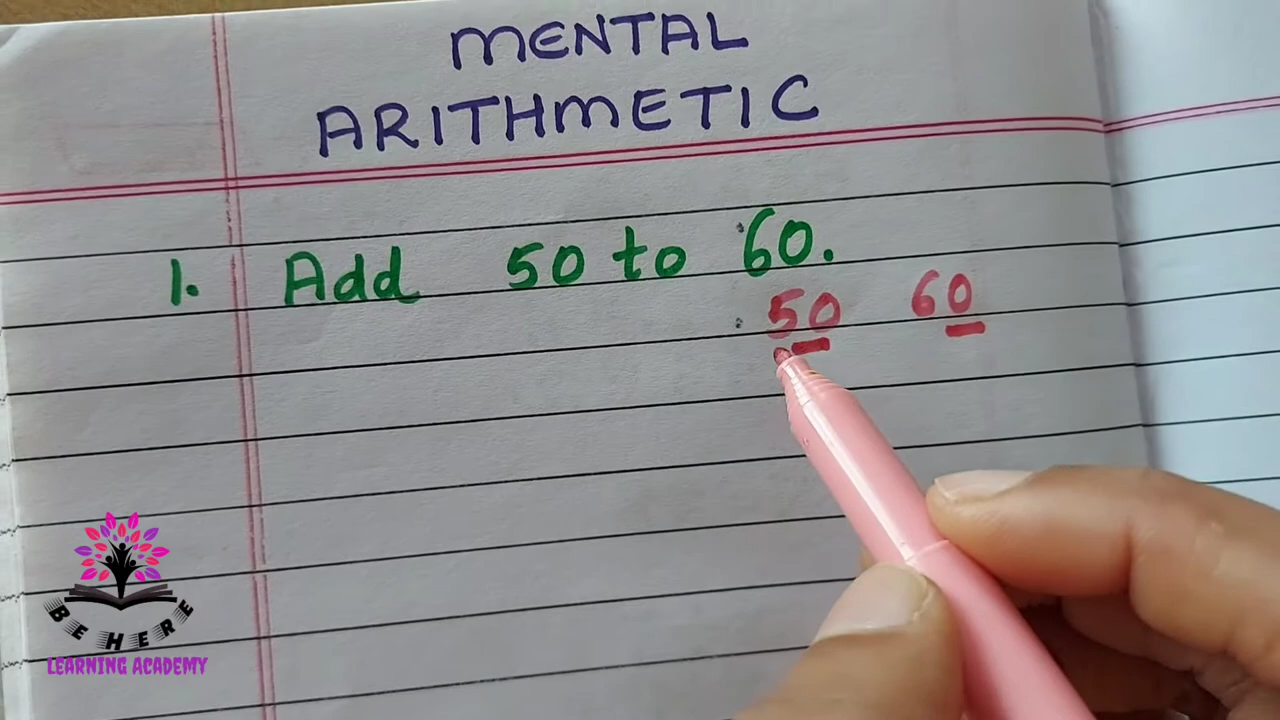 MENTAL
ARITHMETIC
1. Add 50 to 60.
50 60
BE HERE
LEARNING ACADEMY